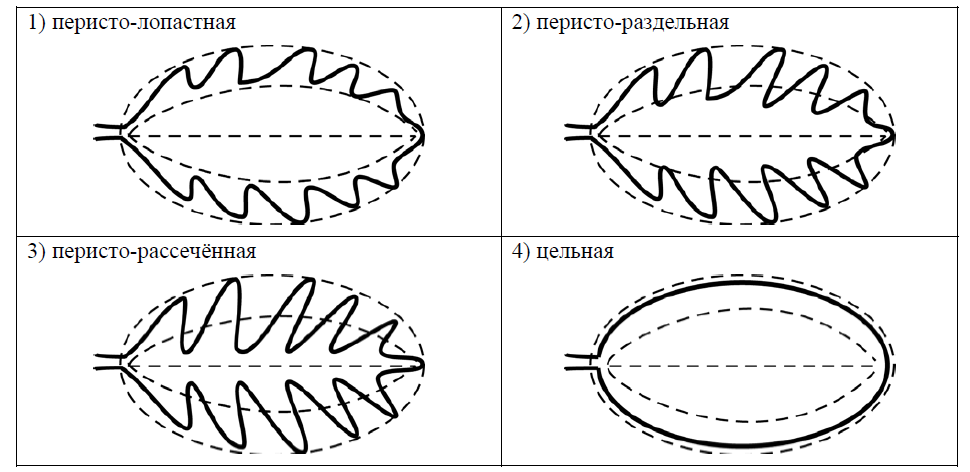 1) перисто-лопастная
2) перисто-раздельная
3) перисто-рассечённая
4) цельная